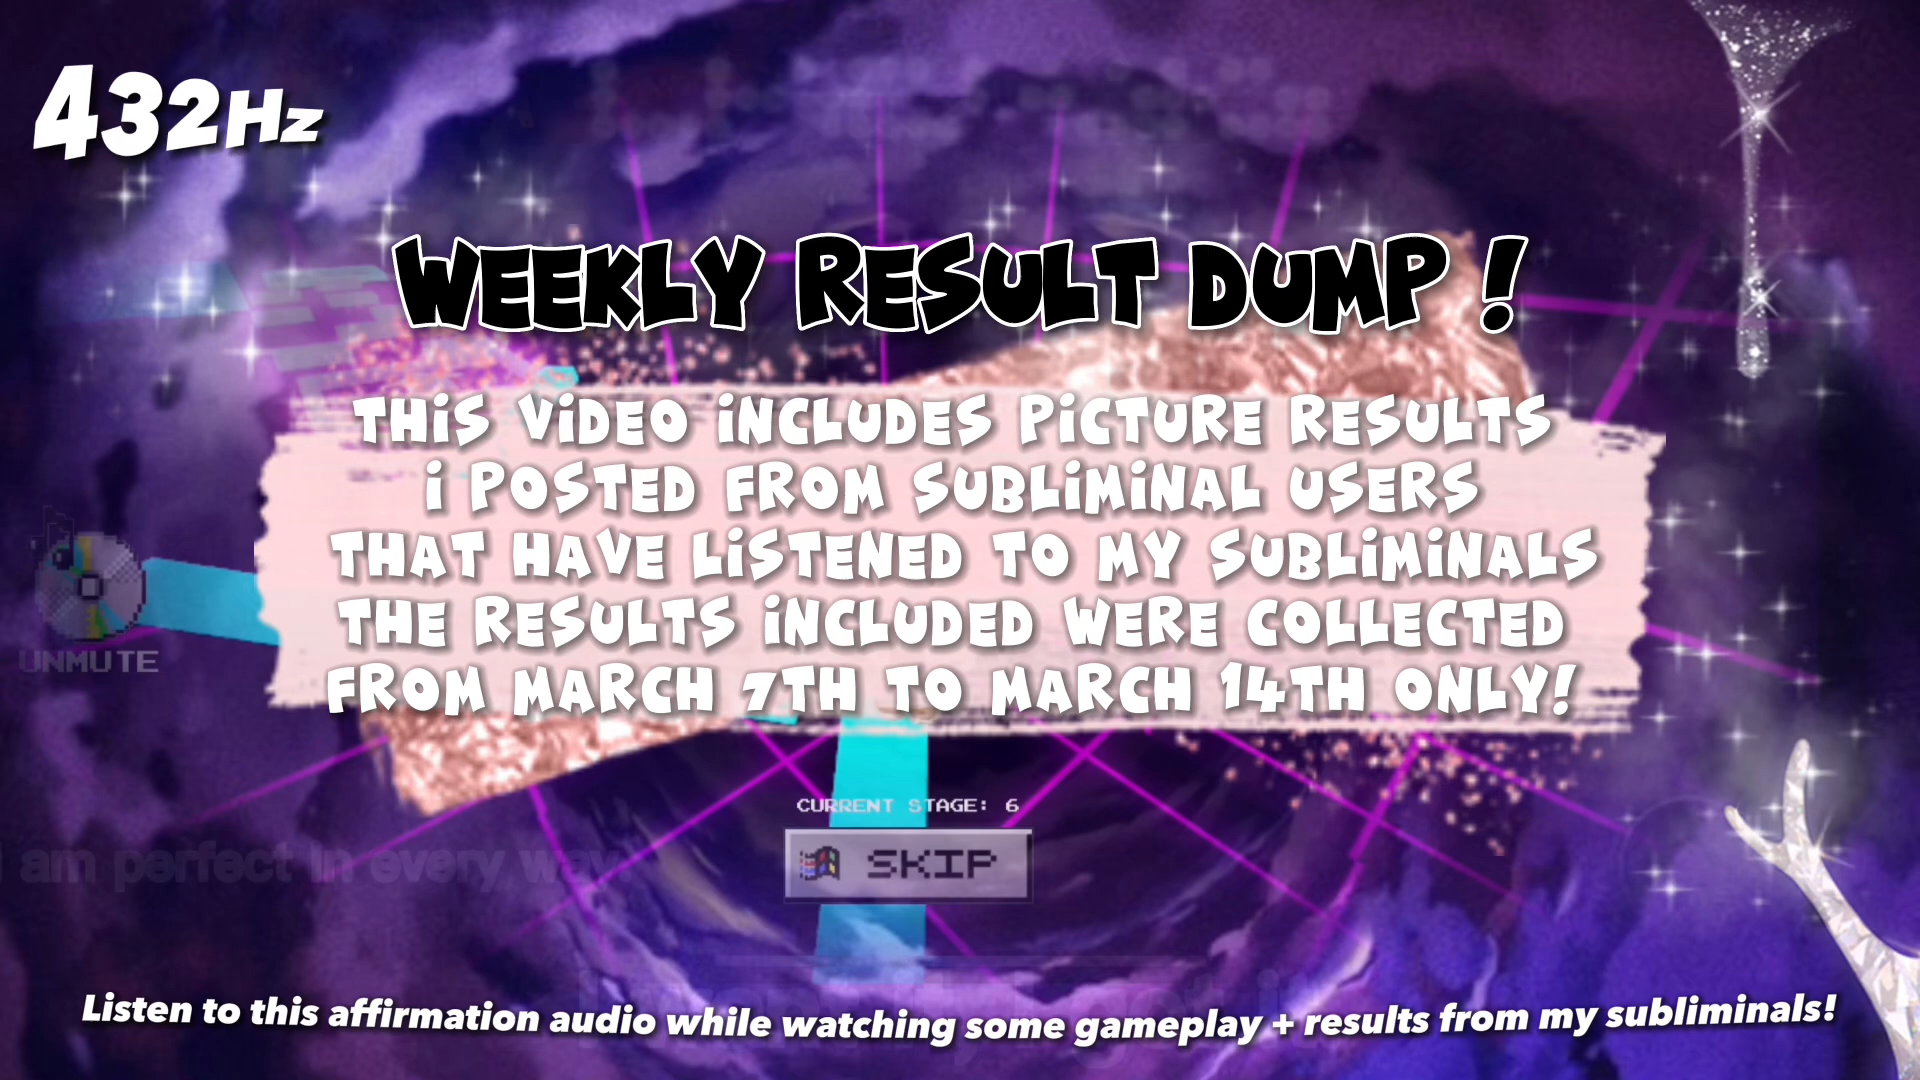 432Hz
WEEKLY RESULT DUMP !
THiS ViDEO iNCLUDES PiCTURE RESULTS
i POSTED FROM SUBLiMiNAL USERS
THAT HAVE LiSTENED TO MY SUBLiMiNALS
THE RESULTS iNCLUDED WERE COLLECTED
FROM MARCH 7TH TO MARCH 14TH ONLY!
UNMUTE
CURRENT STAGE: 6
SKIP
i am perfect in every way
Listen to this affirmation audio while watching some gameplay + results from my subliminals!